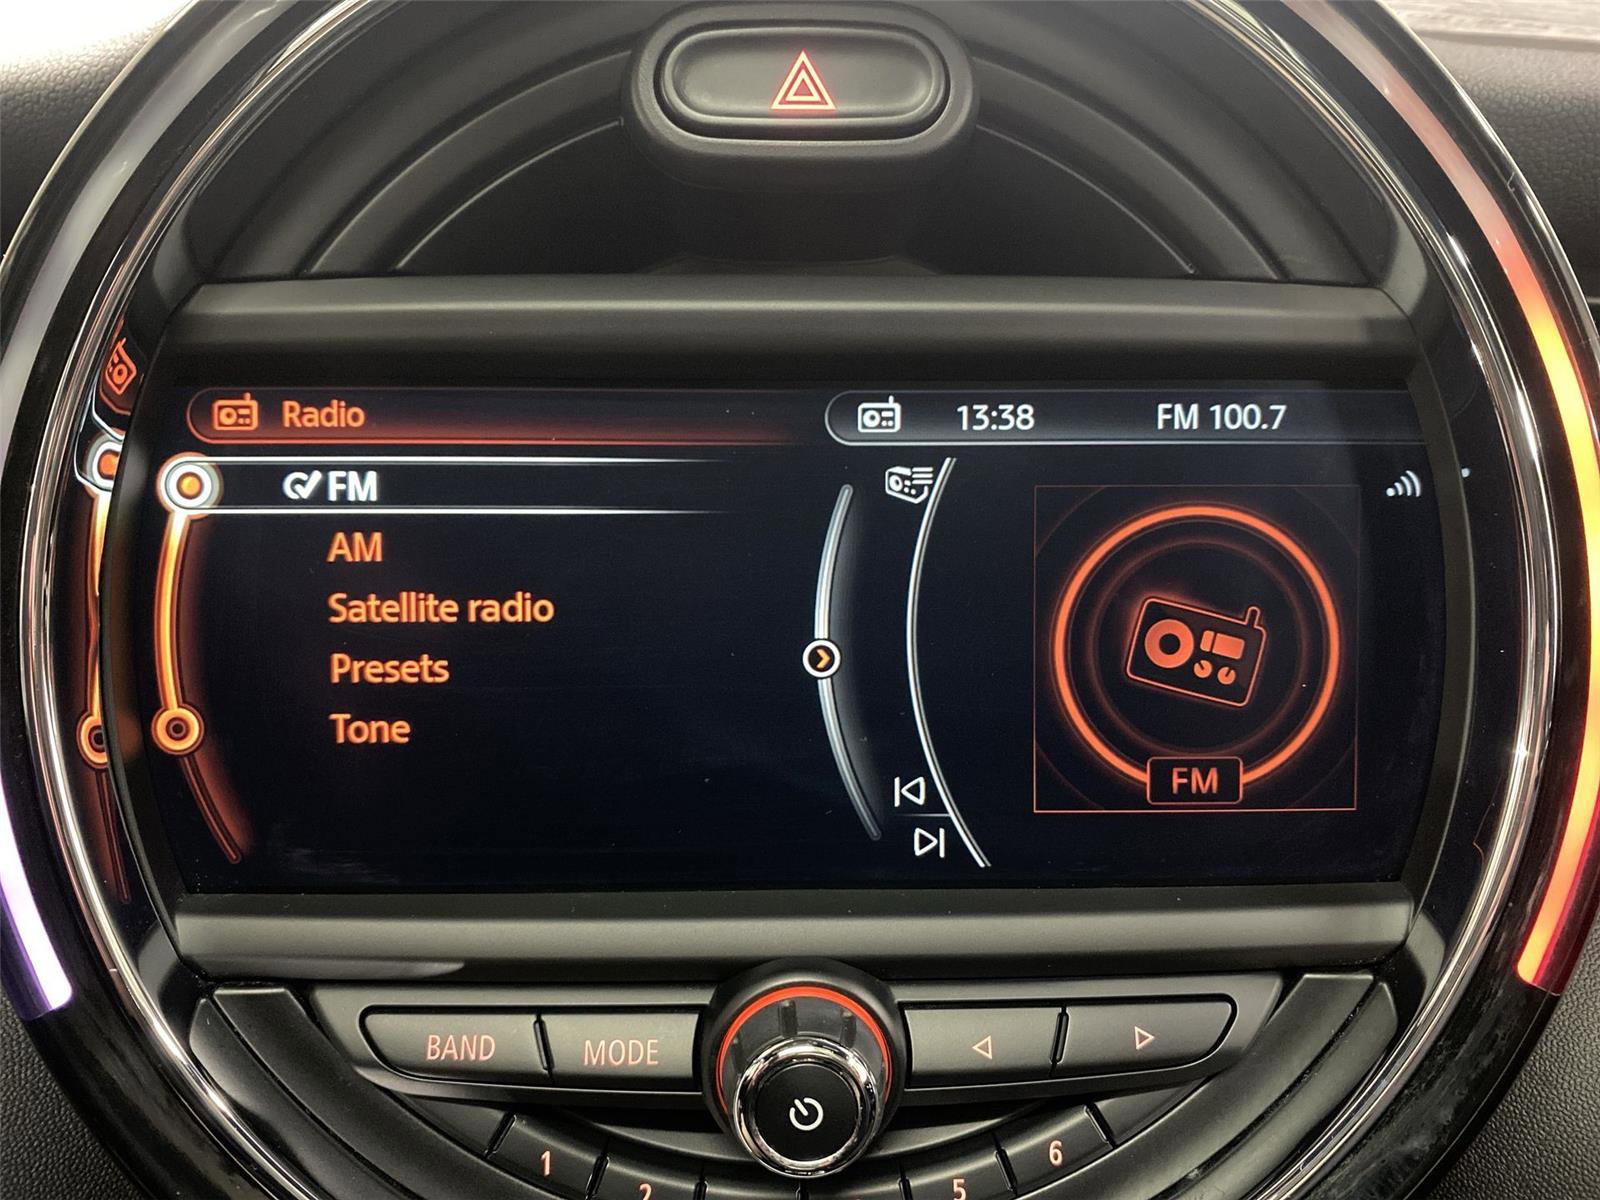 Radio
13:38 FM 100.7
FM
AM
Satellite radio
Presets
Tone
FM
BAND
MODE
1
2
5
6